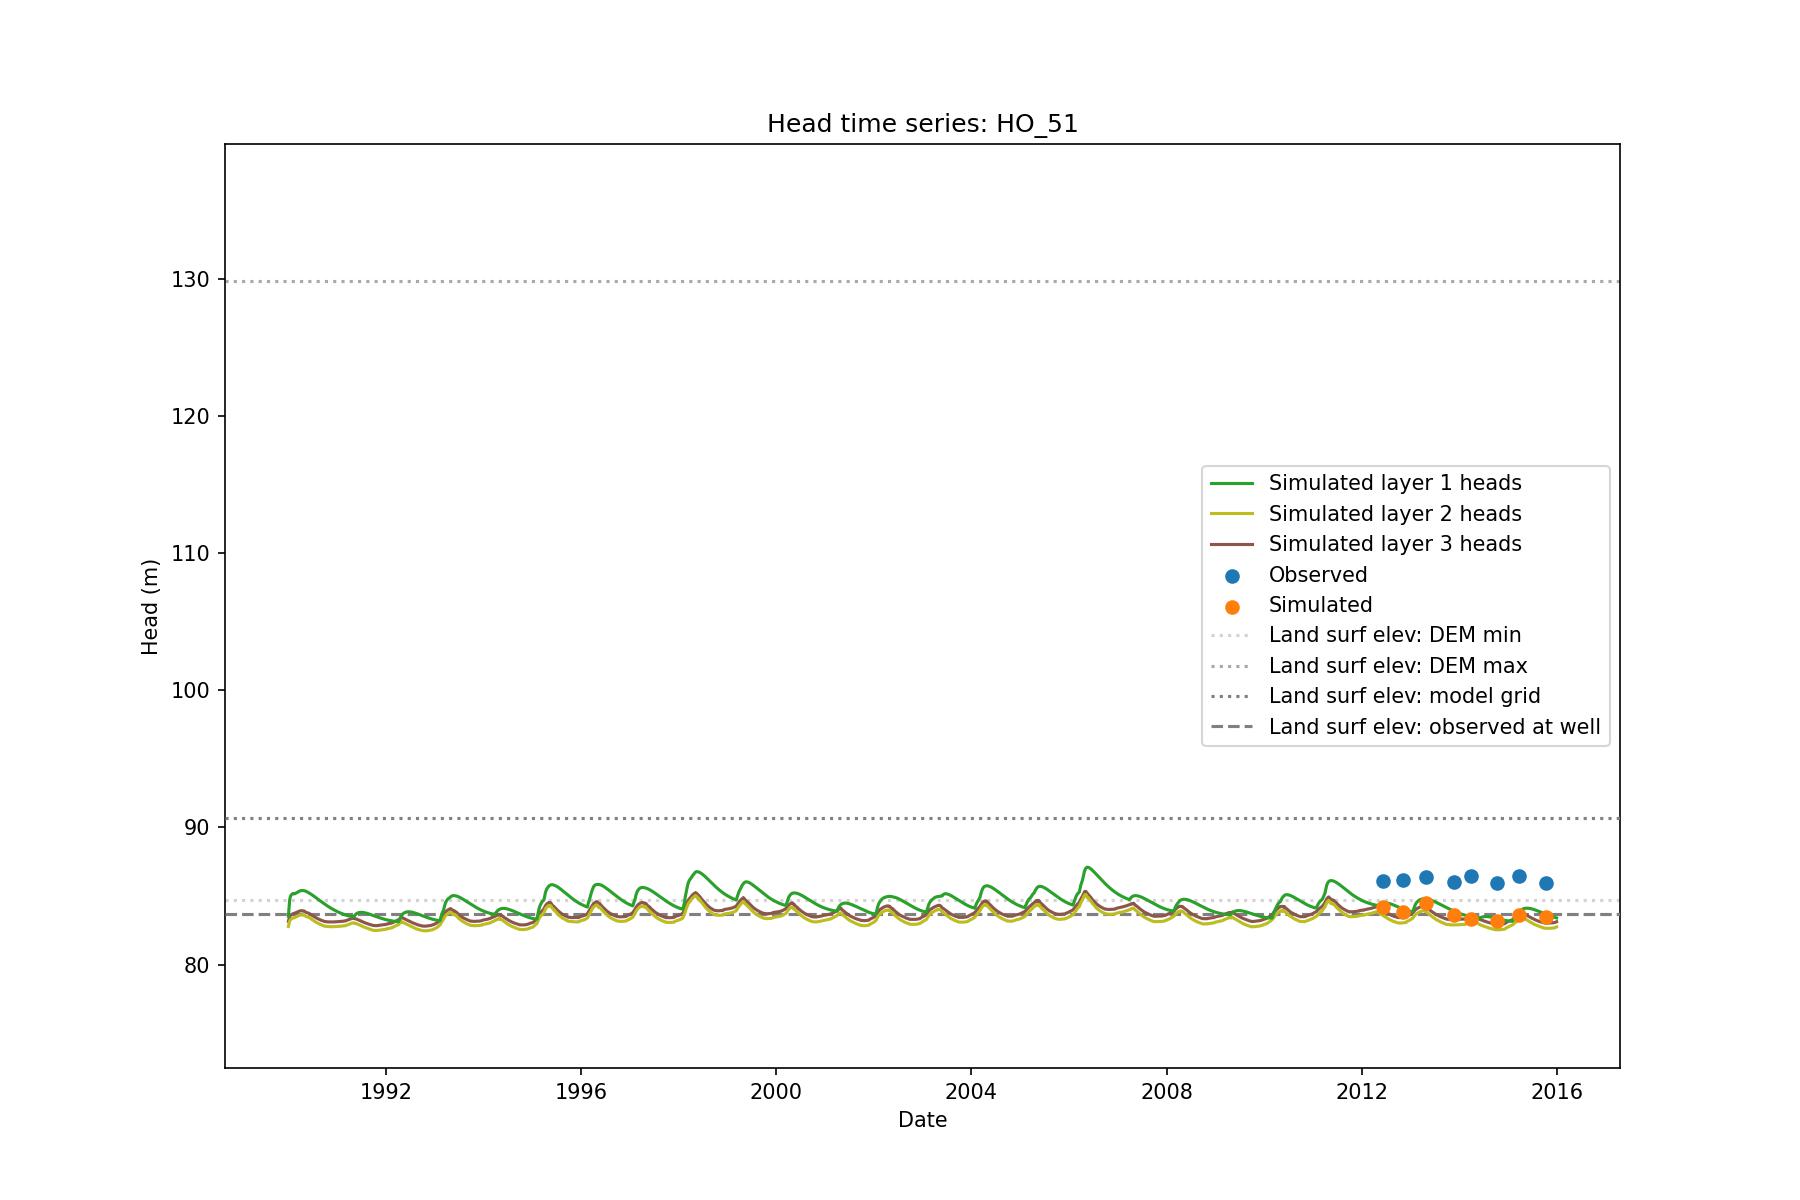 Head time series: HO_51
130
120
110
100
90
80
Head (m)
Simulated layer 1 heads
Simulated layer 2 heads
Simulated layer 3 heads
Observed
Simulated
Land surf elev: DEM min
Land surf elev: DEM max
Land surf elev: model grid
Land surf elev: observed at well
1992 1996 2000 2004 2008 2012 2016
Date